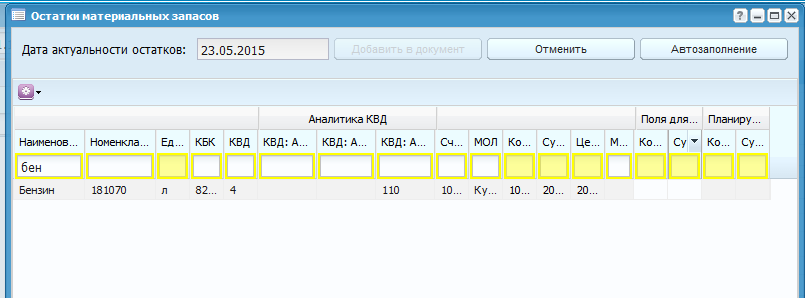 Остатки материальных запасов
Дата актуальности остатков: 23.05.2015 Добавить в документ Отменить Автозаполнение
Аналитика КВД Поля для... Планиру...
Наименов... Номенкла... Ед... КБК КВД КВД: А... КВД: А... КВД: А... Сч... МОЛ Ко... Су... Це... М... Ко... Су Ко... Су...
бен
Бензин 181070 л 82... 4 110 10... Ку... 10... 20... 20...